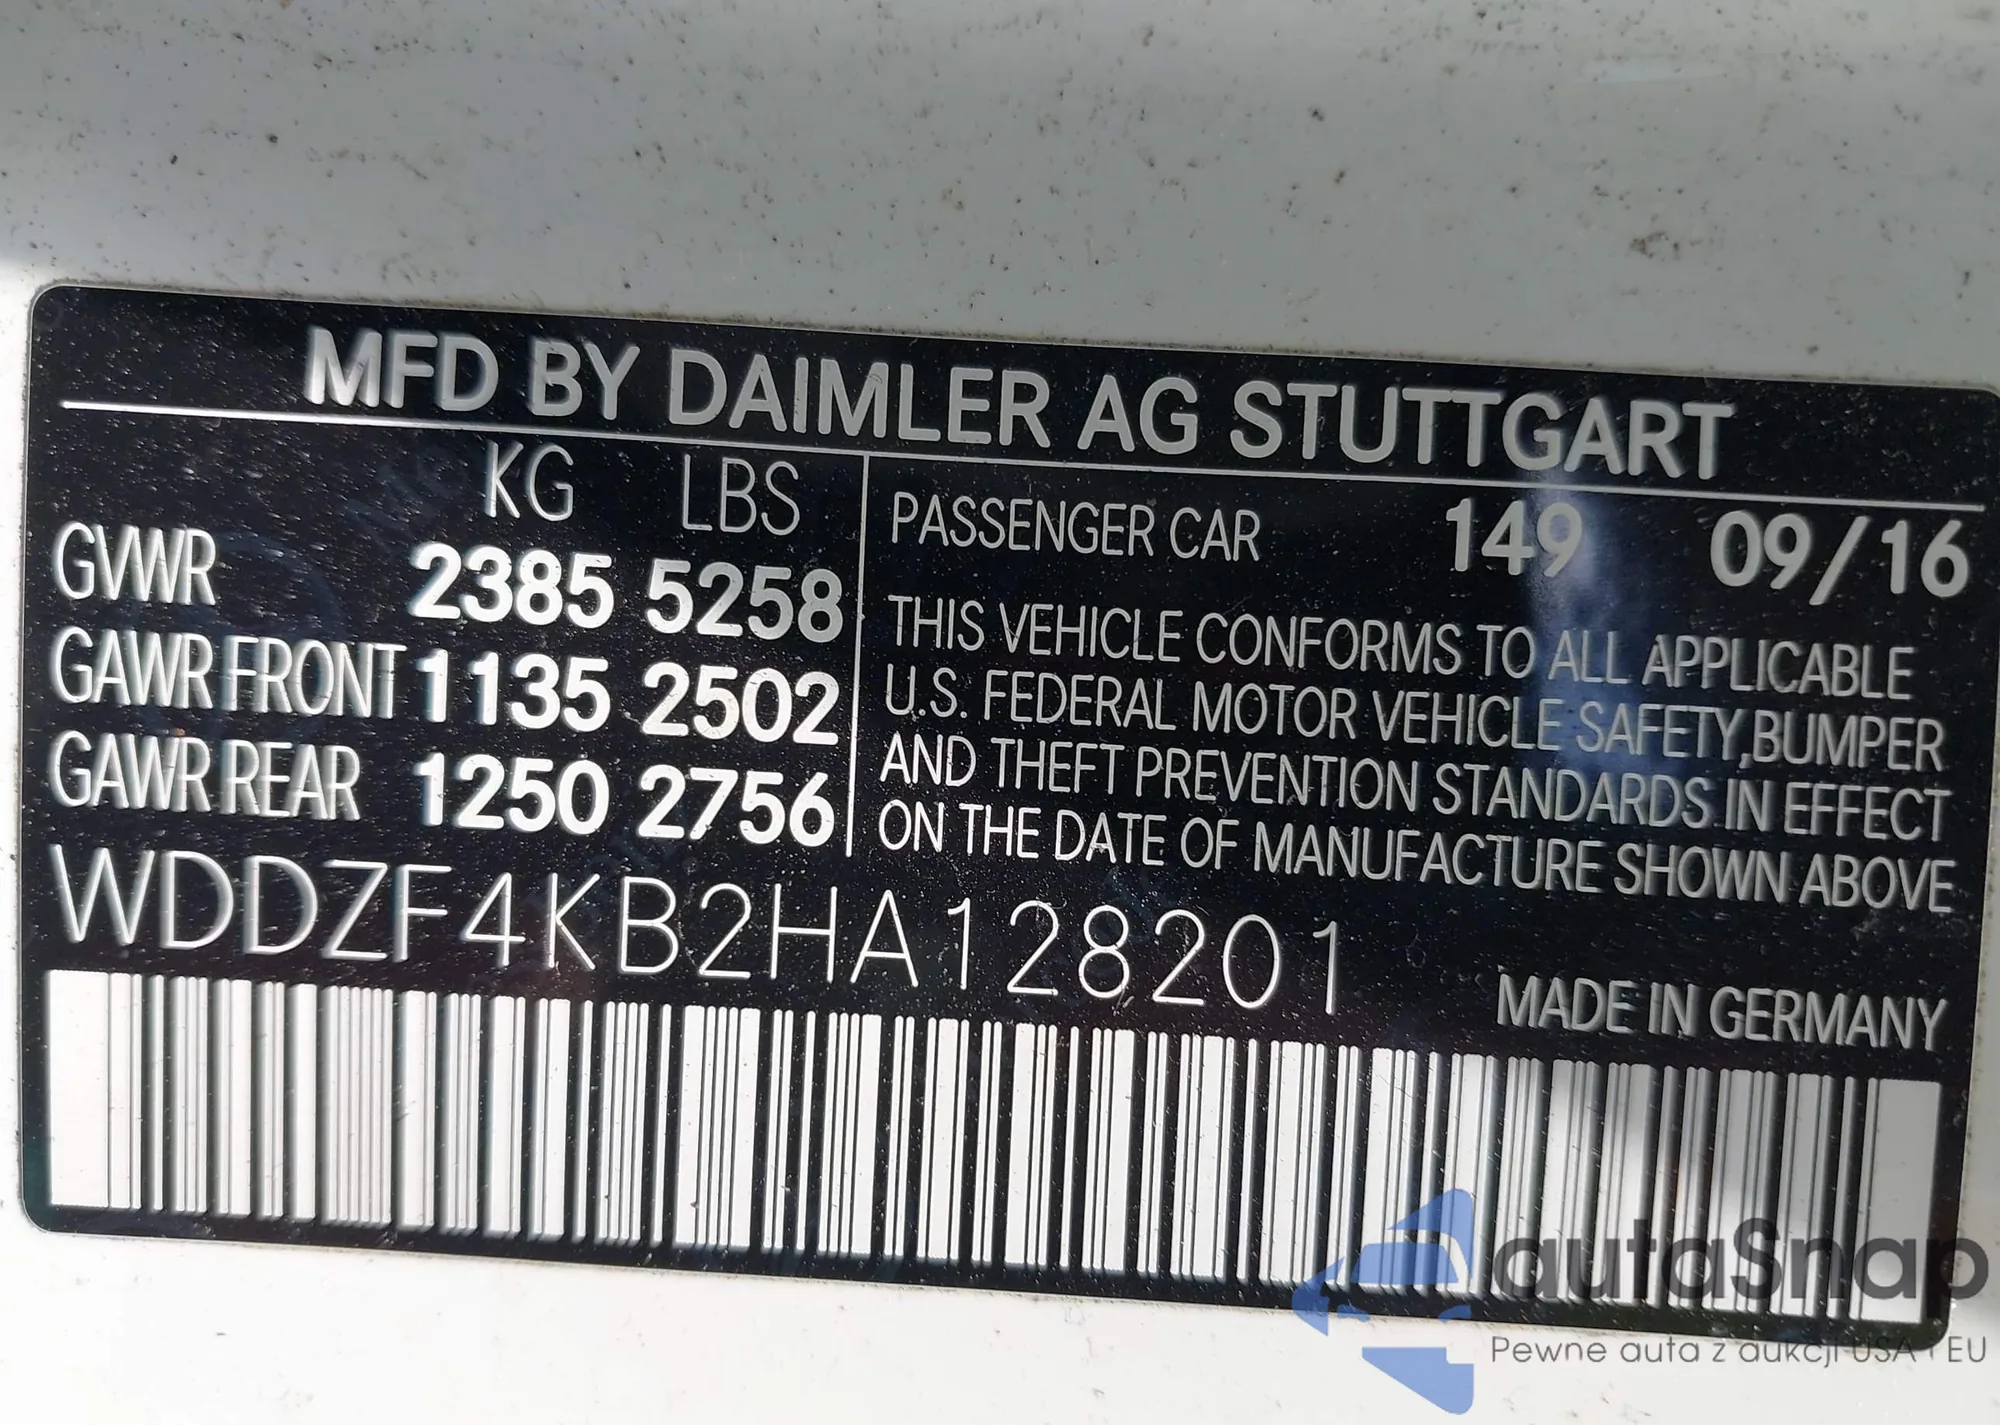 MFD BY DAIMLER AG STUTTGART
KG LBS
GVWR 2385 5258
GAWR FRONT 1135 2502
GAWR REAR 1250 2756
PASSENGER CAR 149 09/16
THIS VEHICLE CONFORMS TO ALL APPLICABLE
U.S. FEDERAL MOTOR VEHICLE SAFETY,BUMPER
AND THEFT PREVENTION STANDARDS IN EFFECT
ON THE DATE OF MANUFACTURE SHOWN ABOVE
WDDZF4KB2HA128201
MADE IN GERMANY
autaSnap
Pewne auta z aukcji USA i EU